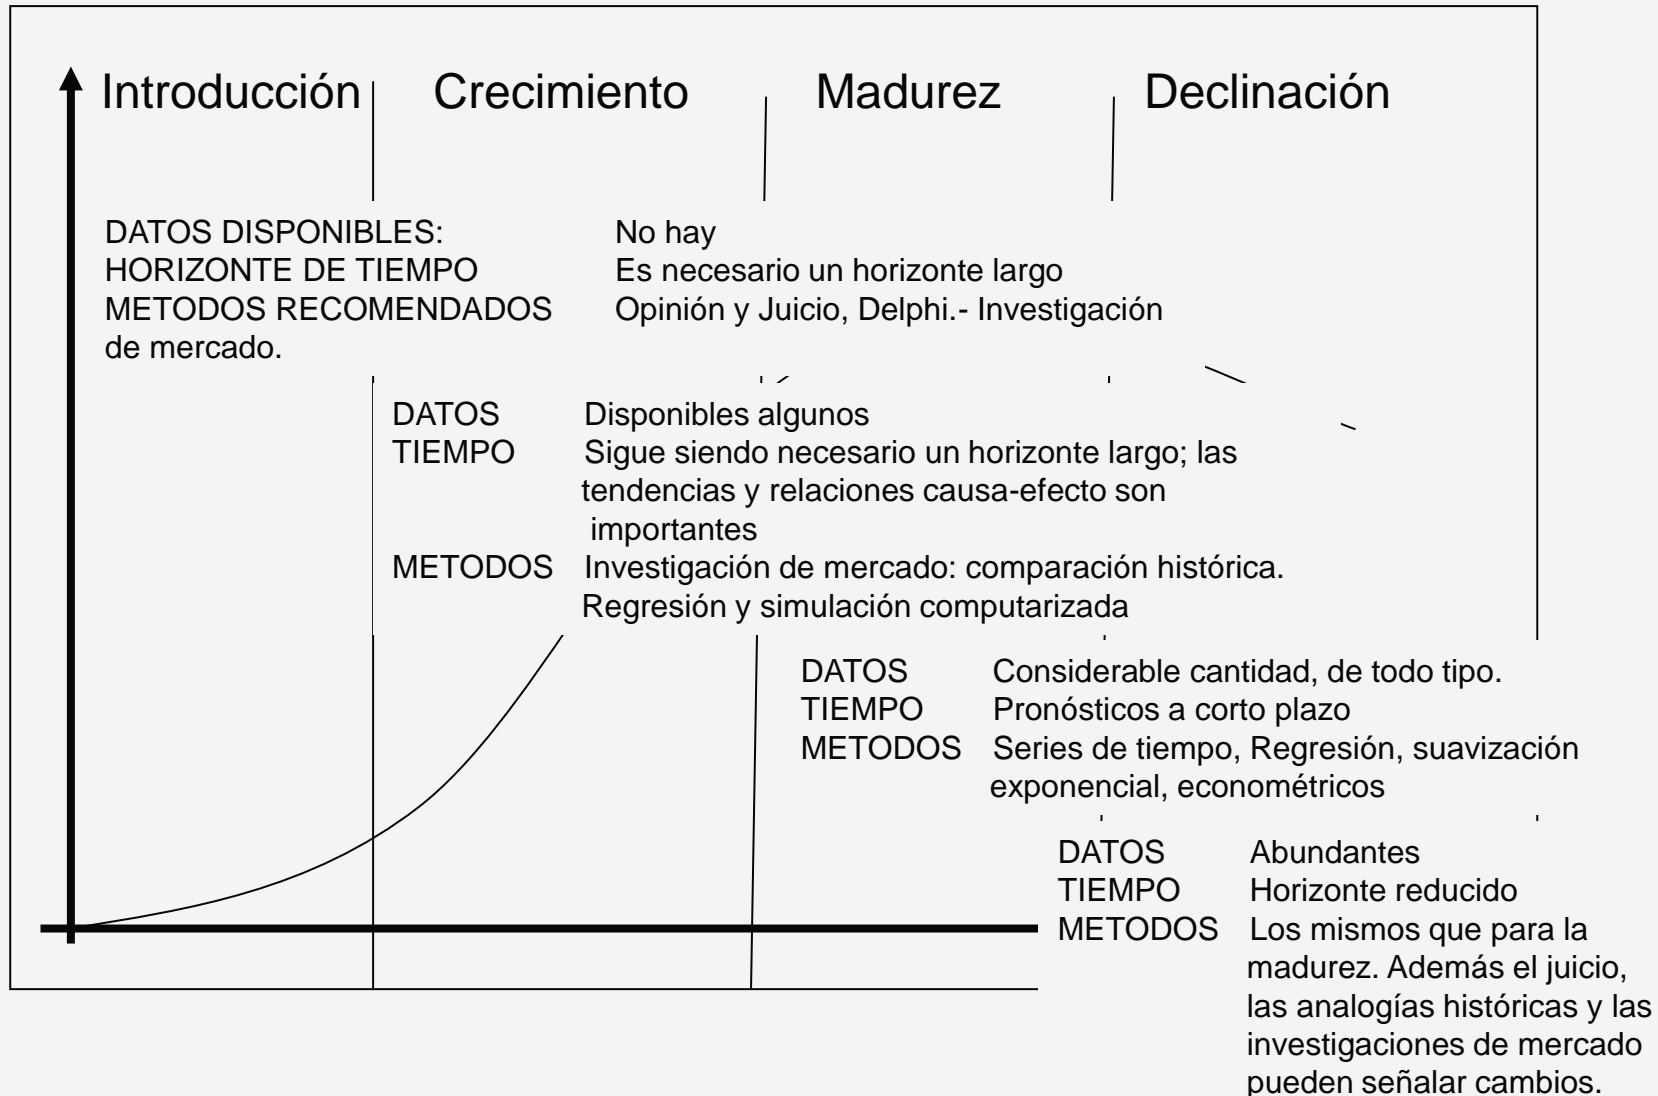 Introducción Crecimiento Madurez Declinación
DATOS DISPONIBLES: No hay
HORIZONTE DE TIEMPO Es necesario un horizonte largo
METODOS RECOMENDADOS Opinión y Juicio, Delphi.- Investigación
de mercado.
DATOS Disponibles algunos
TIEMPO Sigue siendo necesario un horizonte largo; las
tendencias y relaciones causa-efecto son
importantes
METODOS Investigación de mercado: comparación histórica.
Regresión y simulación computarizada
DATOS Considerable cantidad, de todo tipo.
TIEMPO Pronósticos a corto plazo
METODOS Series de tiempo, Regresión, suavización
exponencial, econométricos
DATOS Abundantes
TIEMPO Horizonte reducido
METODOS Los mismos que para la
madurez. Además el juicio,
las analogías históricas y las
investigaciones de mercado
pueden señalar cambios.